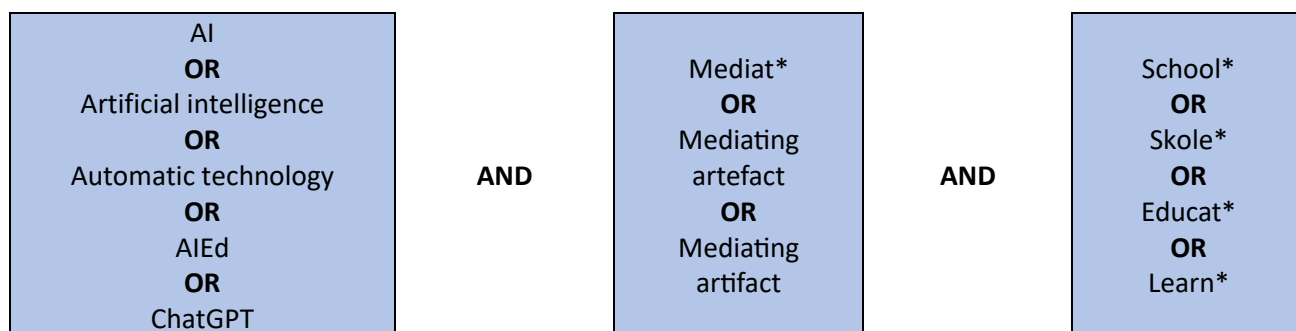 AI
OR
Artificial intelligence
OR
Automatic technology
OR
AIEd
OR
ChatGPT
AND
Mediat*
OR
Mediating
artefact
OR
Mediating
artifact
AND
School*
OR
Skole*
OR
Educat*
OR
Learn*